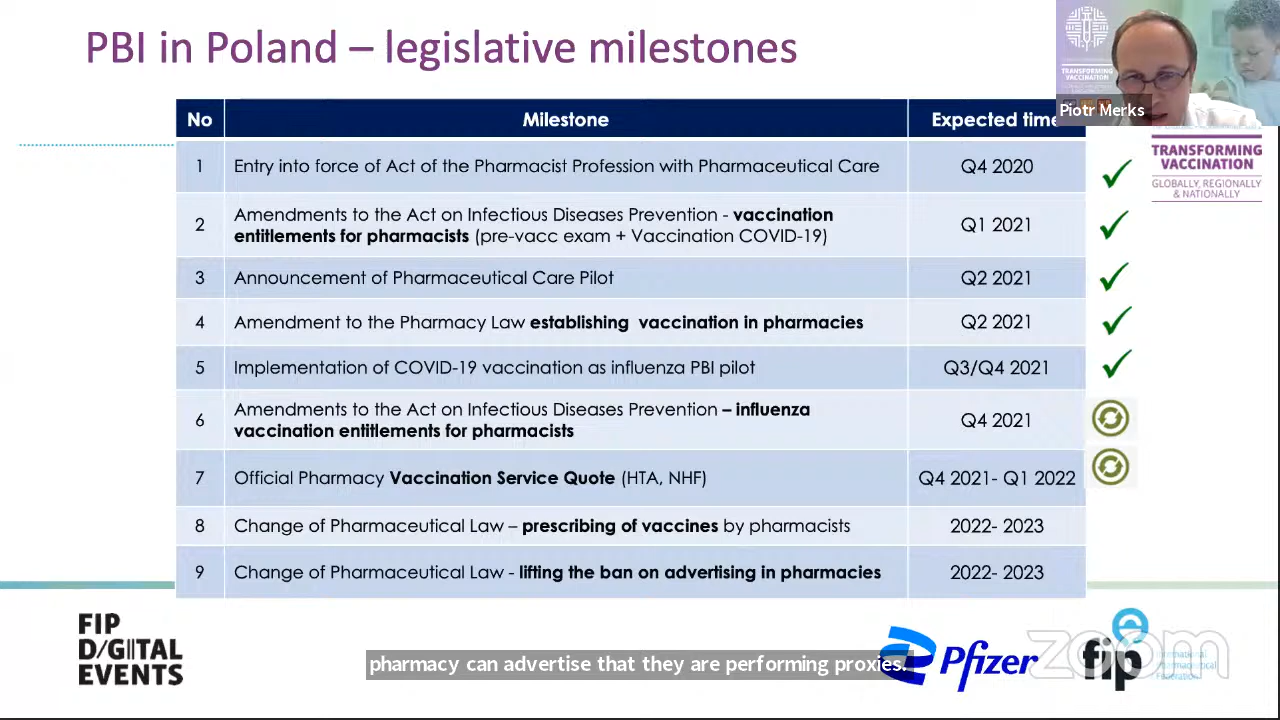 PBI in Poland – legislative milestones
TRANSFORMING
VACCINATION
Piotr Merks
TRANSFORMING
VACCINATION
GLOBALLY, REGIONALLY
& NATIONALLY
No Milestone Expected time
1 Entry into force of Act of the Pharmacist Profession with Pharmaceutical Care Q4 2020
2 Amendments to the Act on Infectious Diseases Prevention - vaccination
entitlements for pharmacists (pre-vacc exam + Vaccination COVID-19) Q1 2021
3 Announcement of Pharmaceutical Care Pilot Q2 2021
4 Amendment to the Pharmacy Law establishing vaccination in pharmacies Q2 2021
5 Implementation of COVID-19 vaccination as influenza PBI pilot Q3/Q4 2021
6 Amendments to the Act on Infectious Diseases Prevention – influenza
vaccination entitlements for pharmacists Q4 2021
7 Official Pharmacy Vaccination Service Quote (HTA, NHF) Q4 2021- Q1 2022
8 Change of Pharmaceutical Law – prescribing of vaccines by pharmacists 2022- 2023
9 Change of Pharmaceutical Law - lifting the ban on advertising in pharmacies 2022- 2023
FIP
D/G/TAL
EVENTS
pharmacy can advertise that they are performing proxies.
Pfizer
fip
International
Pharmaceutical
Federation
zoom